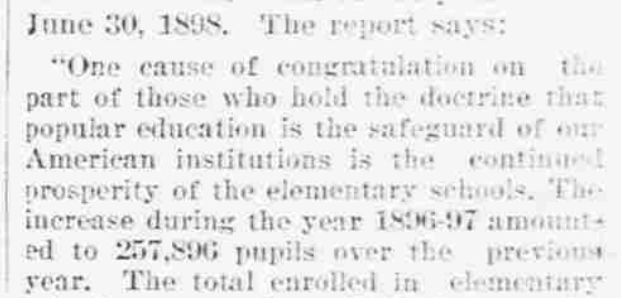 June 30, 1898. The report says:
"One cause of congratulation on the
part of those who hold the doctrine that
popular education is the safeguard of our
American institutions is the continued
prosperity of the elementary schools. The
increase during the year 1896-97 amount-
ed to 257,896 pupils over the previous
year. The total enrolled in elementary